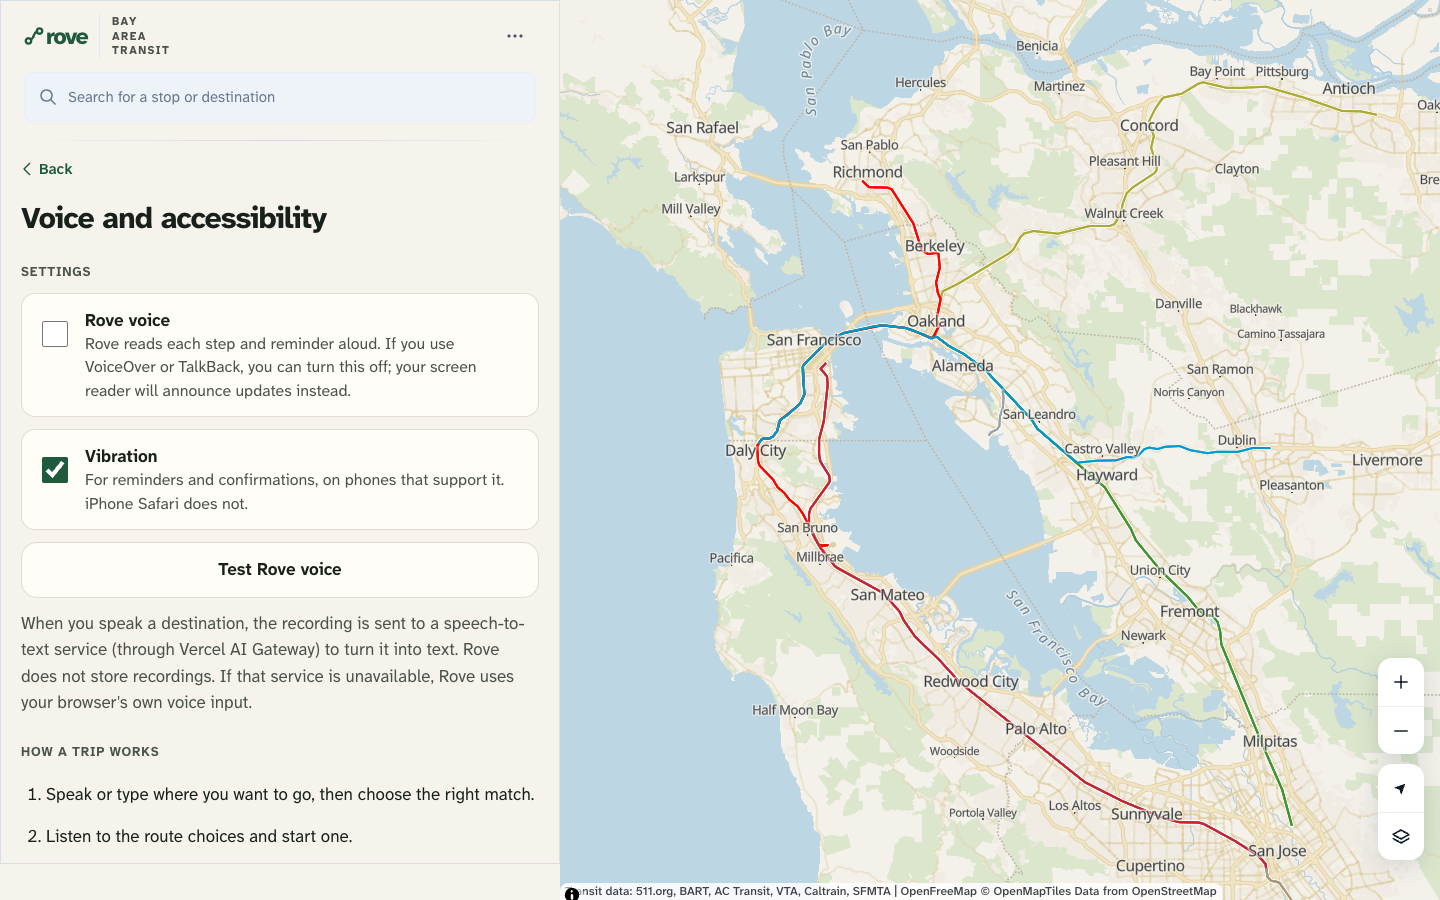 rove
BAY
AREA
TRANSIT
Search for a stop or destination
Back
Voice and accessibility
SETTINGS
Rove voice
Rove reads each step and reminder aloud. If you use
VoiceOver or TalkBack, you can turn this off; your screen
reader will announce updates instead.
Vibration
For reminders and confirmations, on phones that support it.
iPhone Safari does not.
Test Rove voice
When you speak a destination, the recording is sent to a speech-to-
text service (through Vercel AI Gateway) to turn it into text. Rove
does not store recordings. If that service is unavailable, Rove uses
your browser's own voice input.
HOW A TRIP WORKS
1. Speak or type where you want to go, then choose the right match.
2. Listen to the route choices and start one.
San Pablo Bay
Benicia
Hercules
Martinez
Bay Point
Pittsburg
Antioch
Oak
San Rafael
Concord
San Pablo
Richmond
Pleasant Hill
Clayton
Larkspur
Bre
Mill Valley
Walnut Creek
Berkeley
Danville
Blackhawk
Oakland
Camino Tassajara
San Francisco
Alameda
San Ramon
Norris Canyon
San Leandro
Daly City
Castro Valley
Dublin
Livermore
Hayward
Pleasanton
San Bruno
Pacifica
Millbrae
Union City
San Mateo
San Francisco Bay
Fremont
Newark
Redwood City
Half Moon Bay
Palo Alto
Woodside
Milpitas
Portola Valley
Los Altos
Sunnyvale
San Jose
Cupertino
nsit data: 511.org, BART, AC Transit, VTA, Caltrain, SFMTA | OpenFreeMap © OpenMapTiles Data from OpenStreetMap